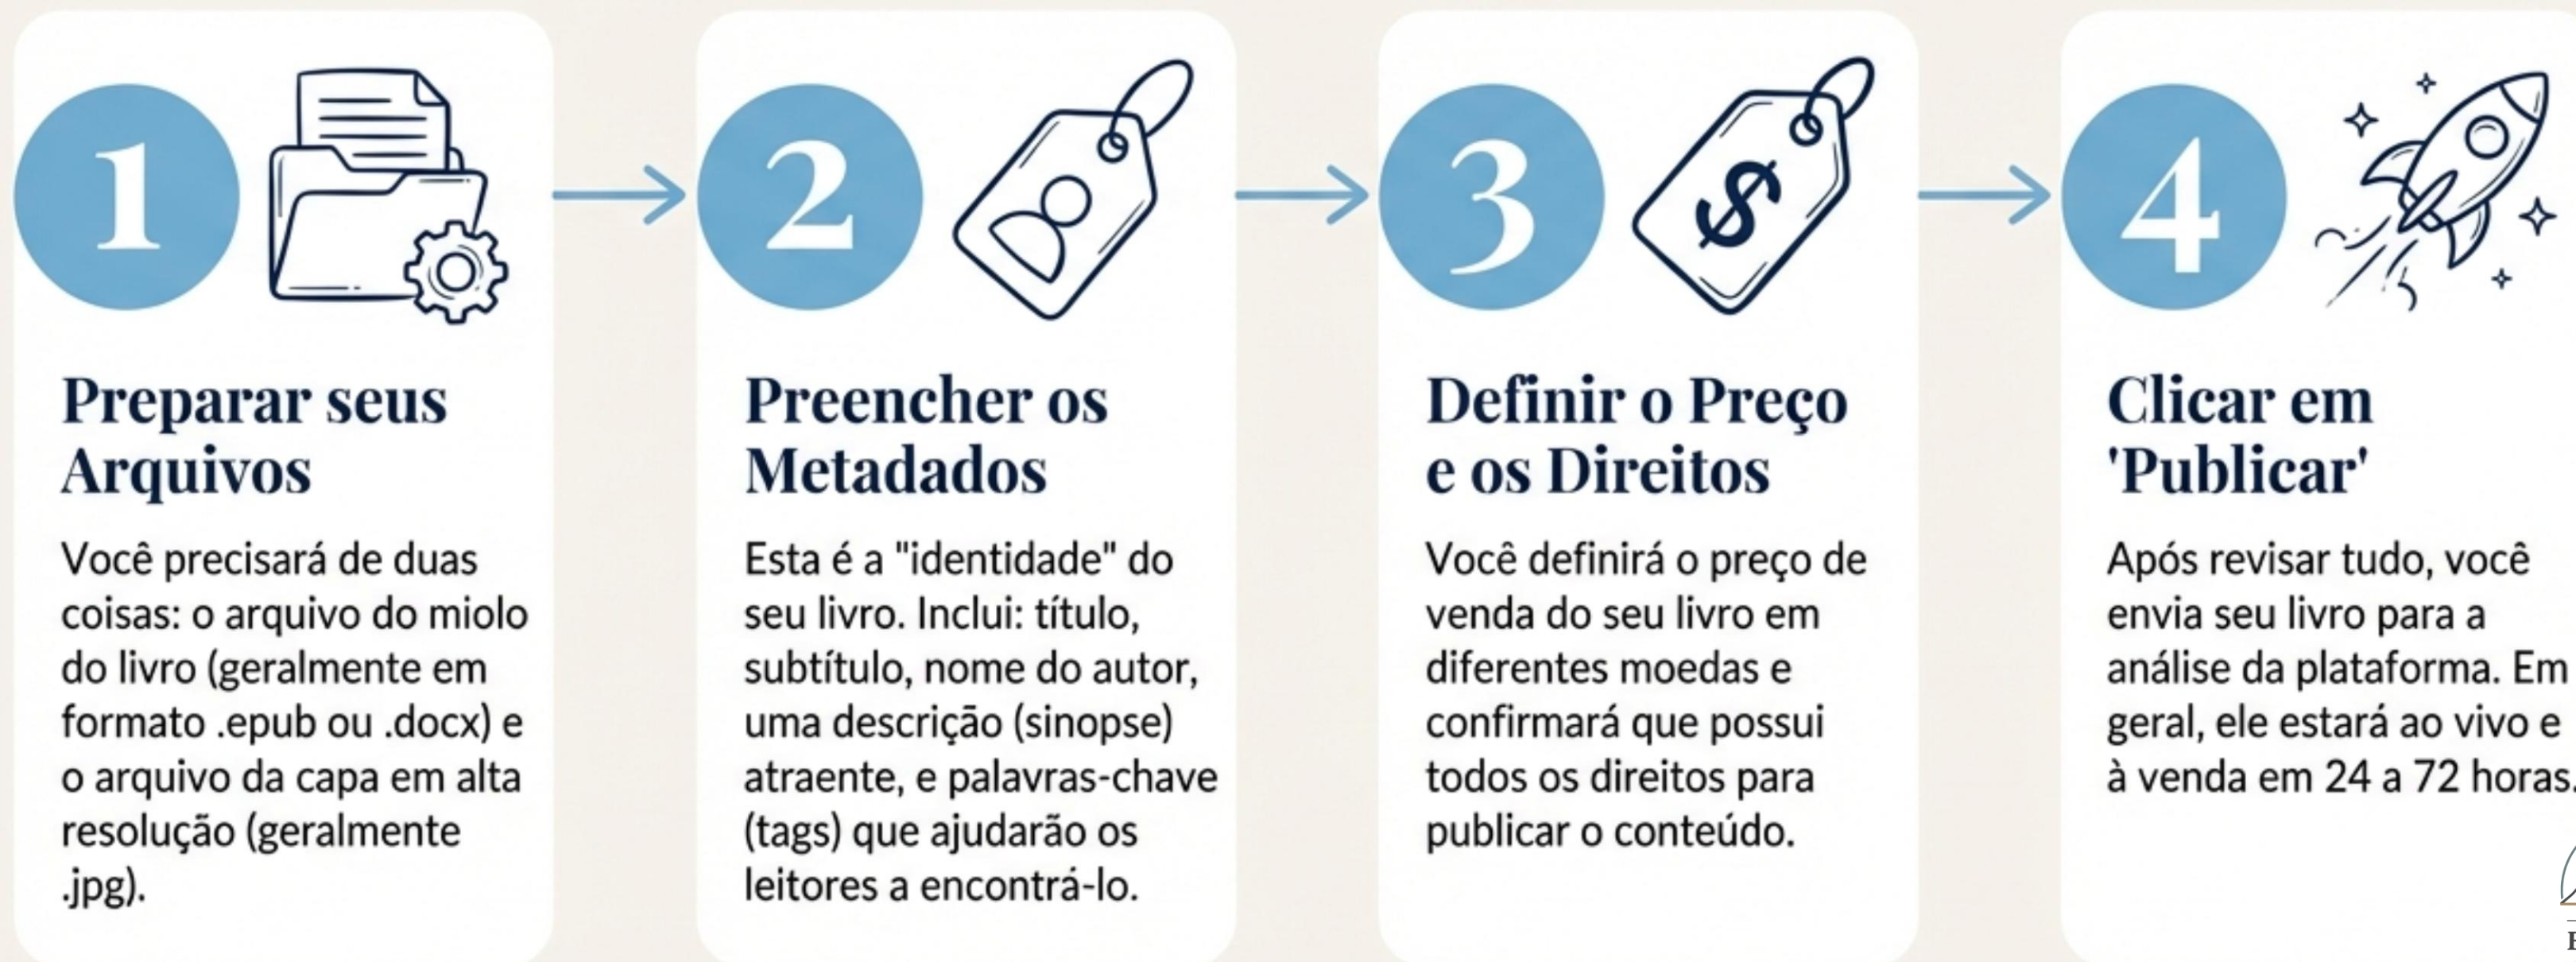 1
Preparar seus
Arquivos
Você precisará de duas
coisas: o arquivo do miolo
do livro (geralmente em
formato .epub ou .docx) e
o arquivo da capa em alta
resolução (geralmente
.jpg).
2
Preencher os
Metadados
Esta é a "identidade" do
seu livro. Inclui: título,
subtítulo, nome do autor,
uma descrição (sinopse)
atraente, e palavras-chave
(tags) que ajudarão os
leitores a encontrá-lo.
3
$
Definir o Preço
e os Direitos
Você definirá o preço de
venda do seu livro em
diferentes moedas e
confirmará que possui
todos os direitos para
publicar o conteúdo.
4
Clicar em
'Publicar'
Após revisar tudo, você
envia seu livro para a
análise da plataforma. Em
geral, ele estará ao vivo e
à venda em 24 a 72 horas.